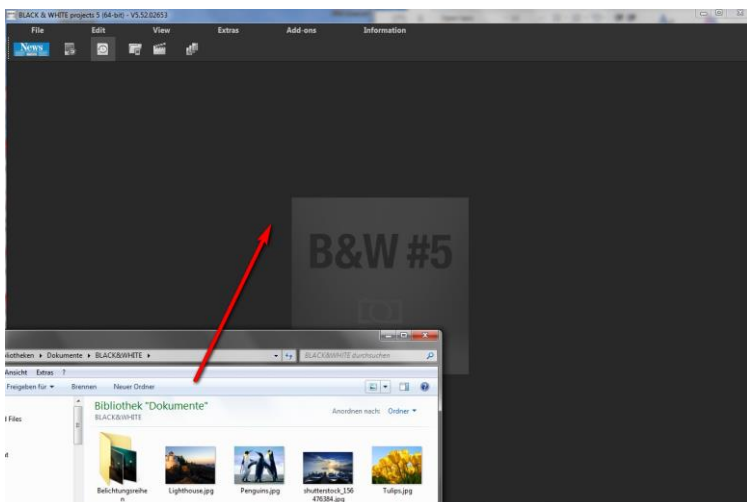 BLACK & WHITE projects 5 (64-bit) - V5.52.02653
File Edit View Extras Add-ons Information
News
B&W #5
Bibliotheken ▸ Dokumente ▸ BLACK&WHITE ▸ BLACK&WHITE durchsuchen
Ansicht Extras ?
Freigeben für Brennen Neuer Ordner
Bibliothek "Dokumente"
BLACK&WHITE
Anordnen nach: Ordner
Files
Belichtungsreihe
n
Lighthouse.jpg
Penguins.jpg
shutterstock_156
476384.jpg
Tulips.jpg